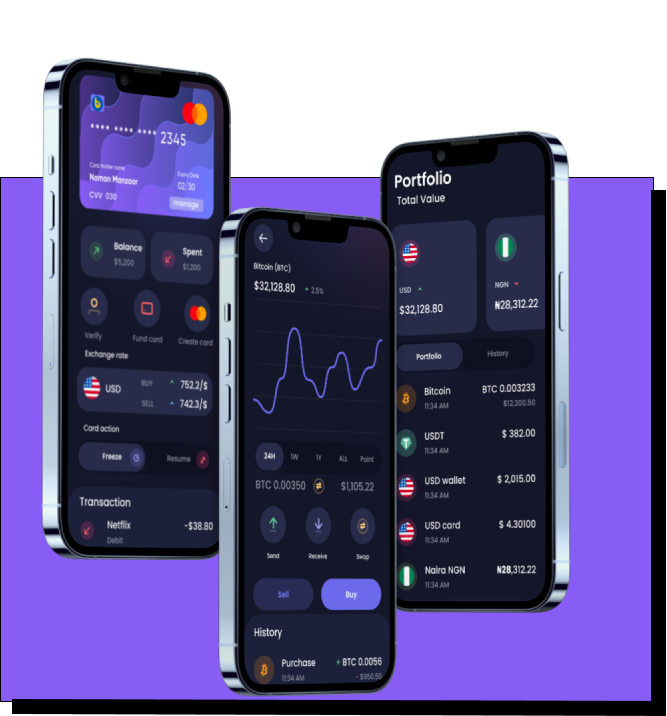 b
**** **** **** 2345
Card Holder name
Noman Manzoor
Expiry Date
02/30
CVV 030
manage
Balance
$5,200
Spent
$1,200
Verify
Fund card
Create card
Exchange rate
USD
BUY 752.2/$
SELL 742.3/$
Card action
Freeze
Resume
Transaction
Netflix
-$38.80
Debit
Bitcoin (BTC)
$32,128.80
2.5%
24H 1W 1Y ALL Point
BTC 0.00350
$1,105.22
Send Receive Swap
Sell
Buy
History
Purchase
+ BTC 0.0056
11:34 AM
- $950.50
Portfolio
Total Value
USD
$32,128.80
NGN
₦28,312.22
Portfolio
History
Bitcoin
BTC 0.003233
11:34 AM
$12,300.50
USDT
$ 382.00
11:34 AM
USD wallet
$ 2,015.00
11:34 AM
USD card
$ 4.30100
11:34 AM
Naira NGN
₦28,312.22
11:34 AM